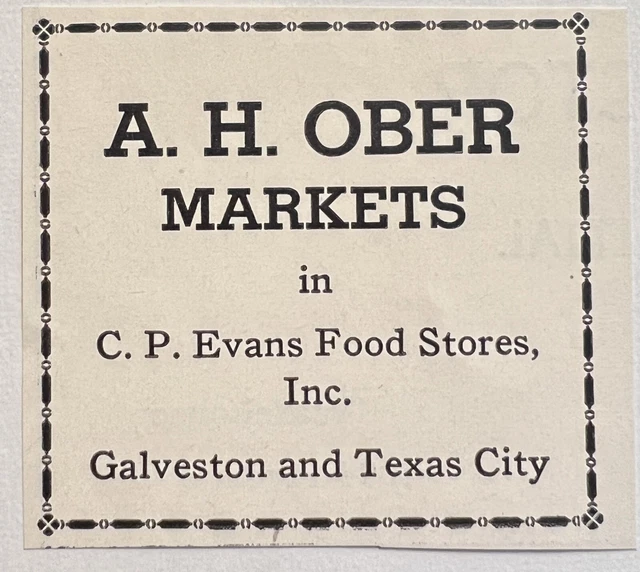 A. H. OBER
MARKETS
in
C. P. Evans Food Stores,
Inc.
Galveston and Texas City